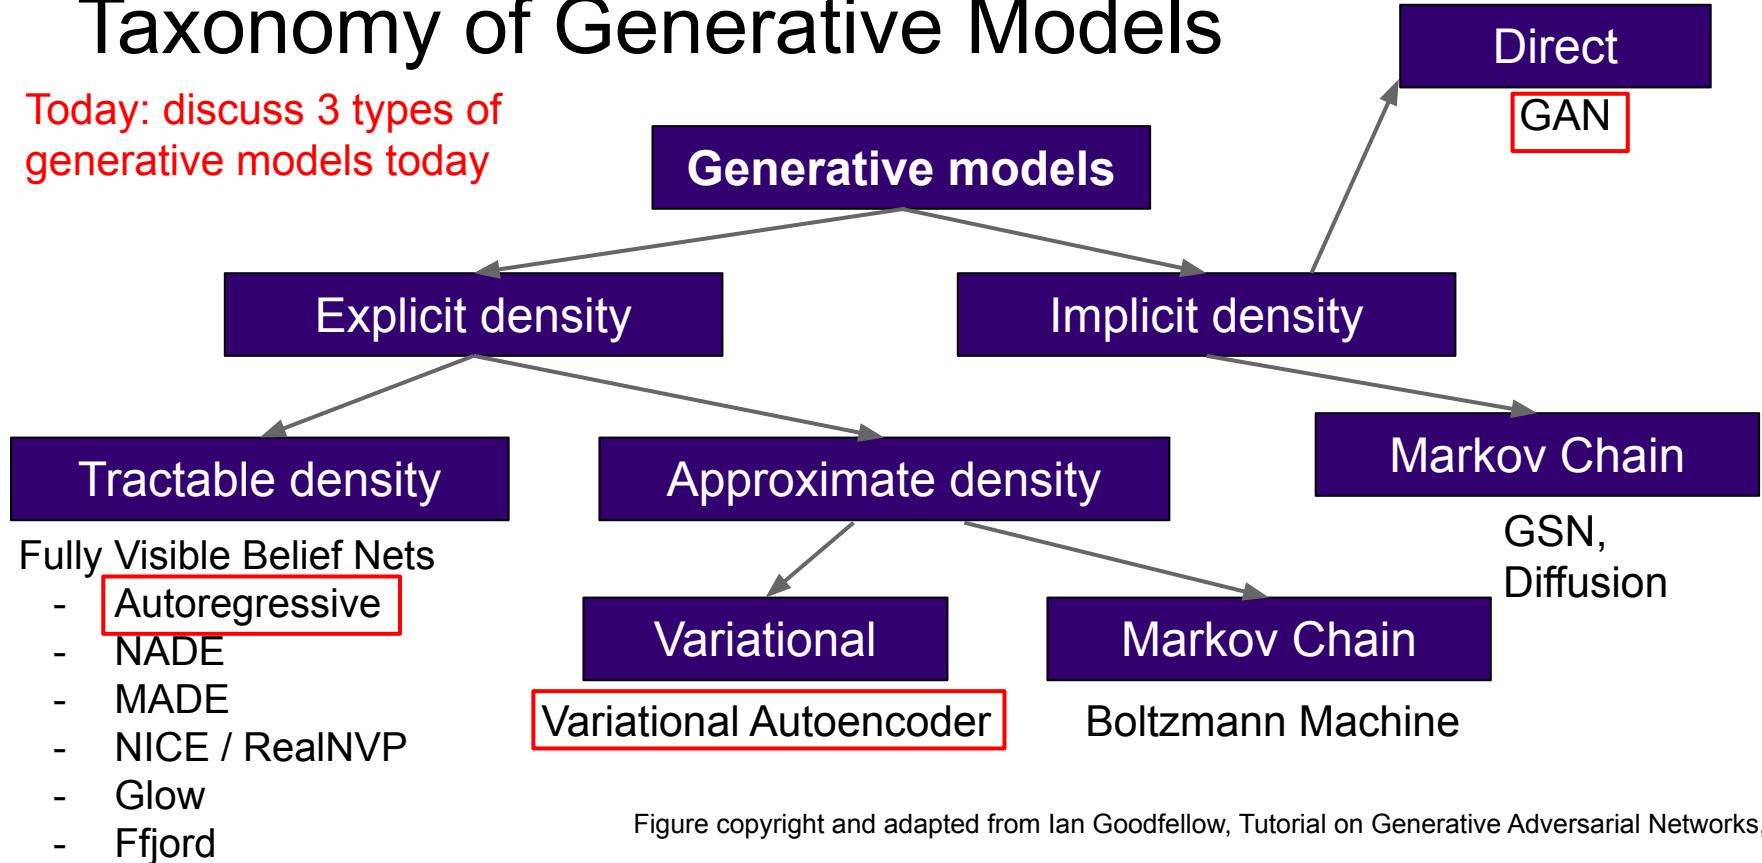 Taxonomy of Generative Models
Today: discuss 3 types of
generative models today
Direct
GAN
Generative models
Explicit density
Implicit density
Tractable density
Approximate density
Markov Chain
Fully Visible Belief Nets
- Autoregressive
- NADE
- MADE
- NICE / RealNVP
- Glow
- Ffjord
Variational
Variational Autoencoder
Markov Chain
Boltzmann Machine
GSN,
Diffusion
Figure copyright and adapted from Ian Goodfellow, Tutorial on Generative Adversarial Networks,